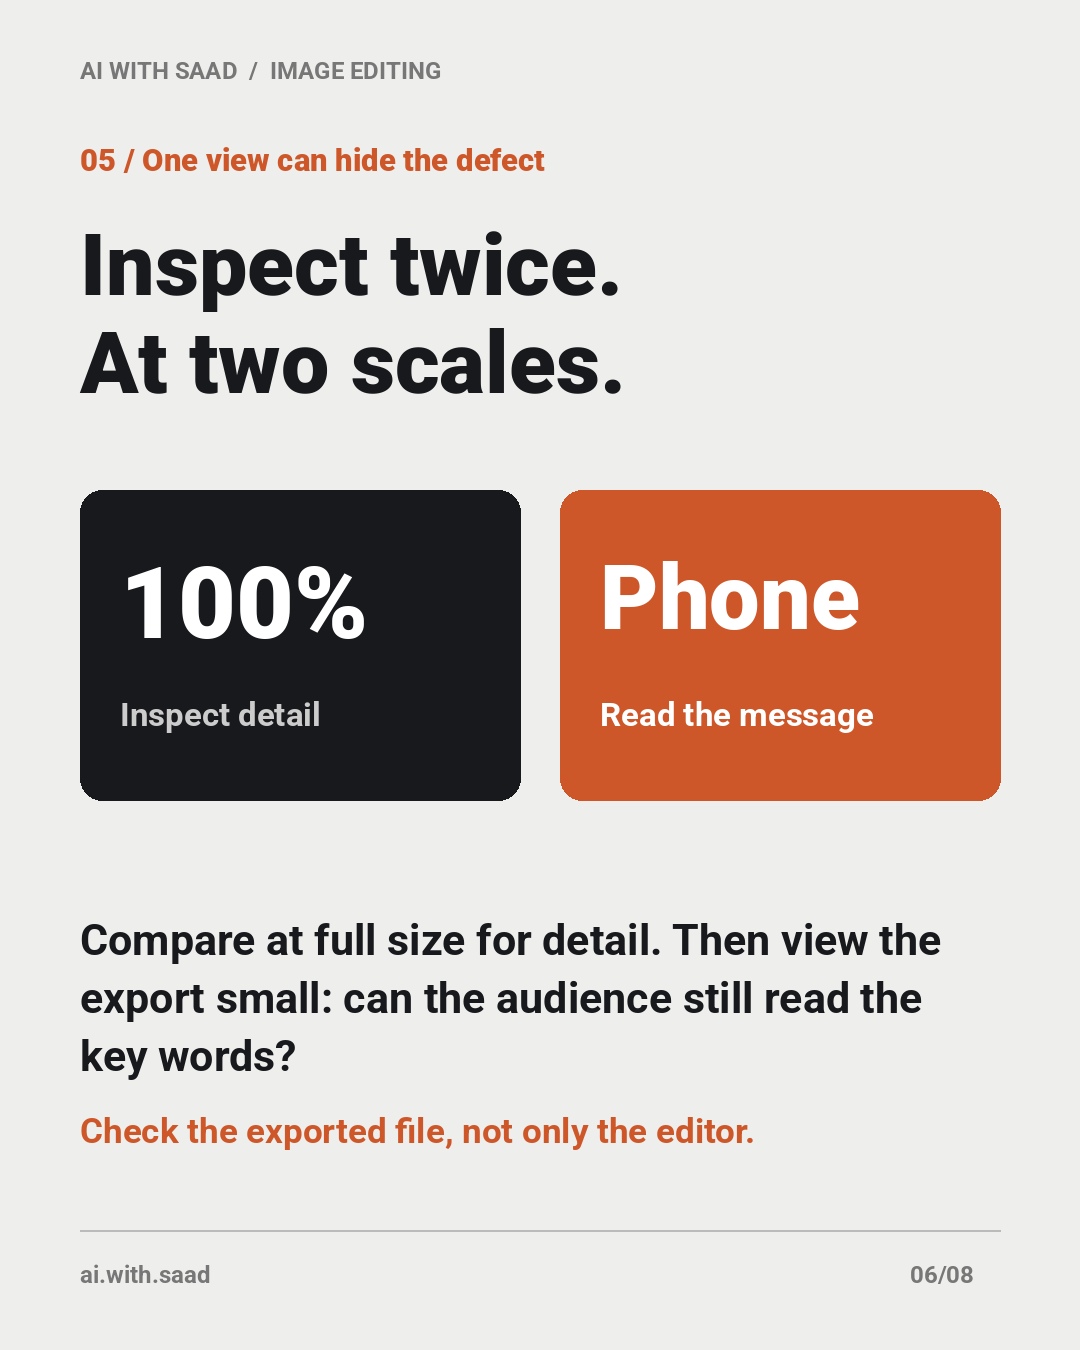 AI WITH SAAD / IMAGE EDITING
05 / One view can hide the defect
Inspect twice.
At two scales.
100%
Inspect detail
Phone
Read the message
Compare at full size for detail. Then view the
export small: can the audience still read the
key words?
Check the exported file, not only the editor.
ai.with.saad
06/08